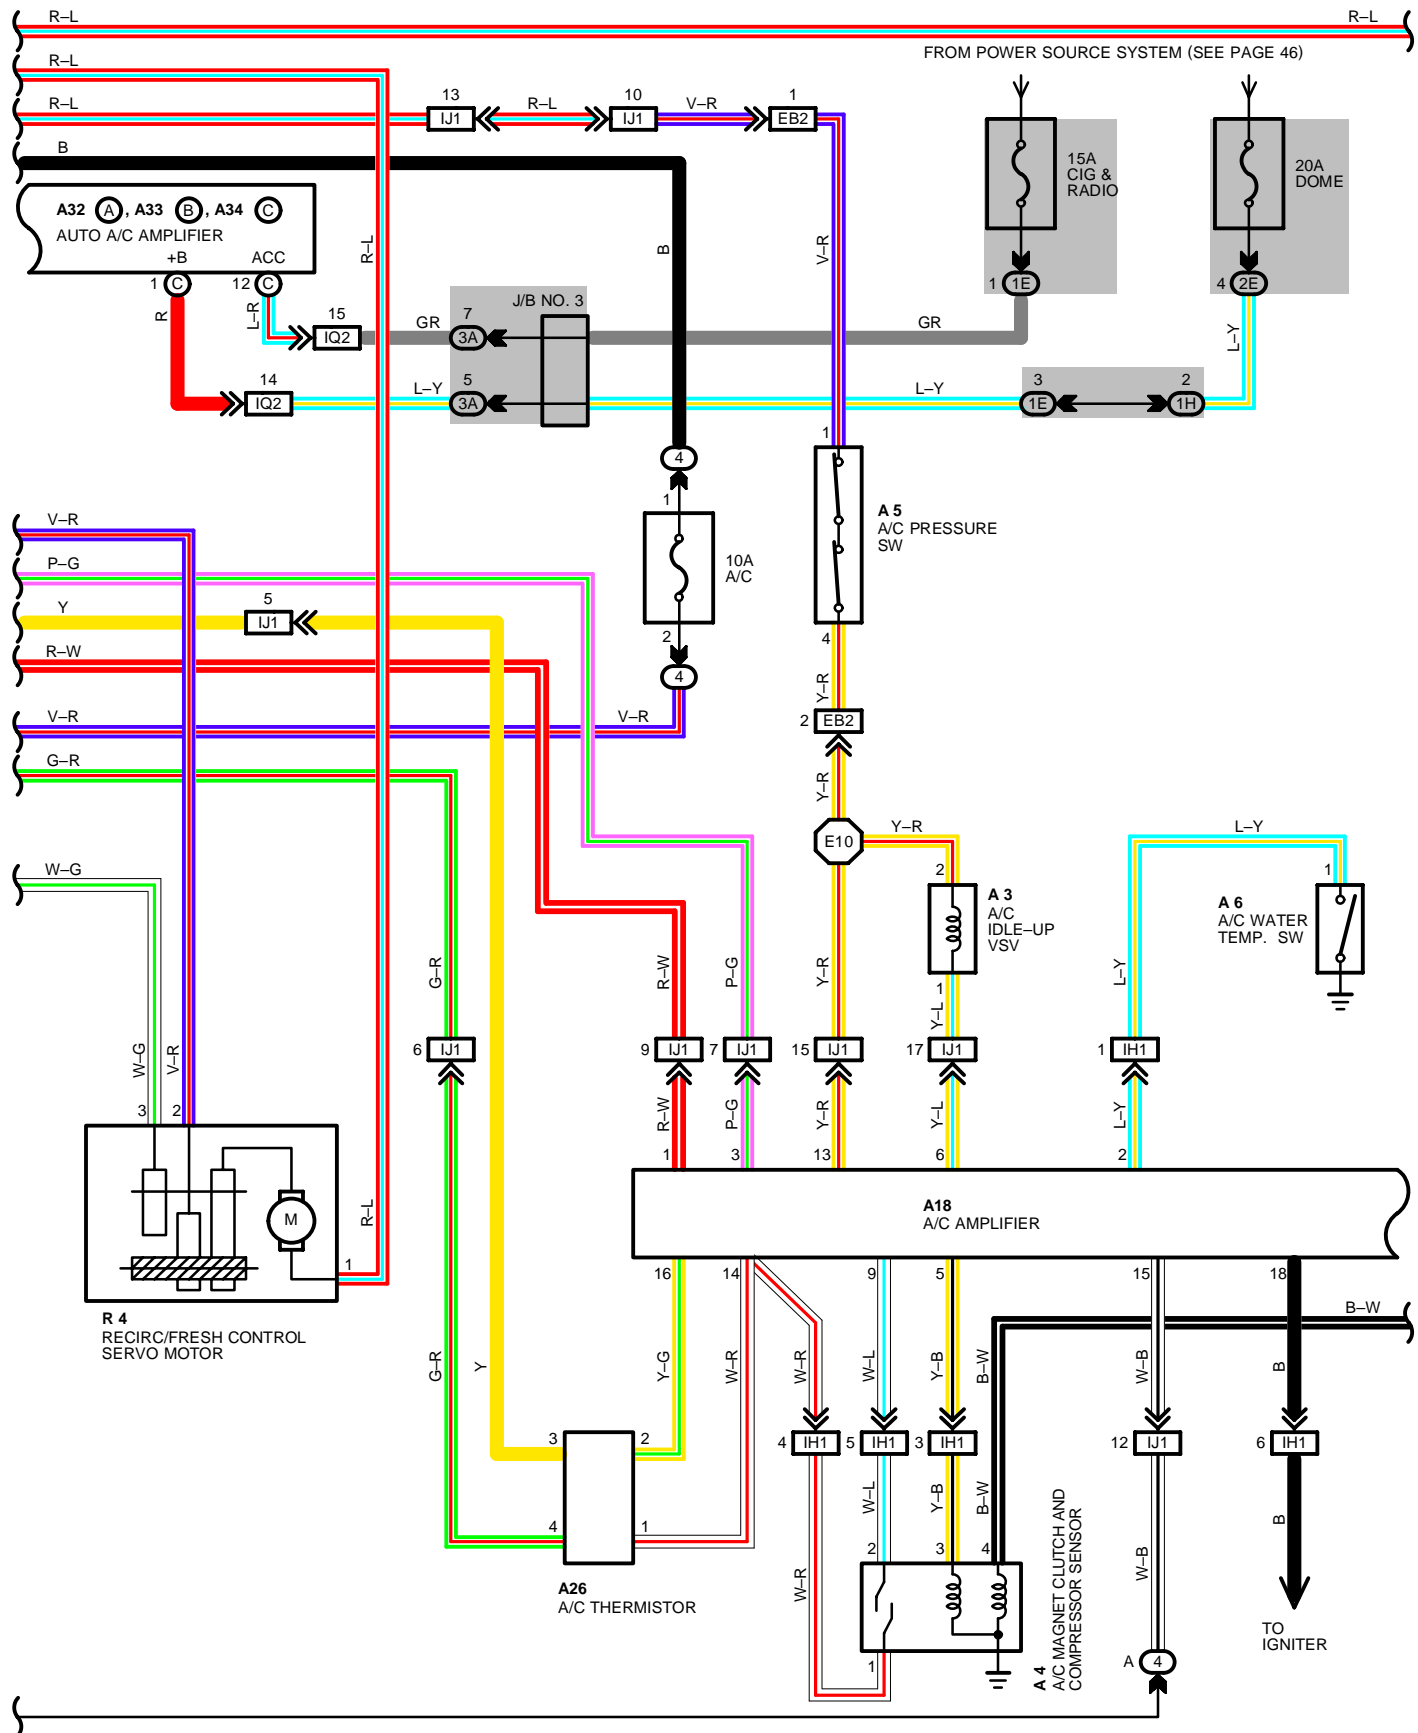 R–L
R–L
FROM POWER SOURCE SYSTEM (SEE PAGE 46)
R–L
R–L
13
IJ1
R–L
10
IJ1
V–R
1
EB2
B
15A
CIG &
RADIO
20A
DOME
A32 A , A33 B , A34 C
AUTO A/C AMPLIFIER
+B
ACC
1 C
12 C
R
L–R
R–L
B
V–R
1 1E
4 2E
15
IQ2
GR
J/B NO. 3
7
3A
GR
L–Y
14
IQ2
L–Y
5
3A
L–Y
3
1E
2
1H
4
1
10A
A/C
2
4
1
A 5
A/C PRESSURE
SW
4
Y–R
2 EB2
Y–R
V–R
P–G
Y
5
IJ1
R–W
V–R
V–R
G–R
E10
Y–R
2
A 3
A/C
IDLE–UP
VSV
1
Y–L
L–Y
1
A 6
A/C WATER
TEMP. SW
W–G
G–R
R–W
P–G
Y–R
L–Y
W–G
V–R
6 IJ1
9 IJ1
7 IJ1
15 IJ1
17 IJ1
1 IH1
R–W
P–G
Y–R
Y–L
L–Y
3
2
1
3
13
6
2
M
R–L
1
A18
A/C AMPLIFIER
R 4
RECIRC/FRESH CONTROL
SERVO MOTOR
16
14
9
5
15
18
B–W
G–R
Y
Y–G
W–R
W–R
W–L
Y–B
B–W
W–B
B
3
2
4
1
4 IH1
5 IH1
3 IH1
12 IJ1
6 IH1
A26
A/C THERMISTOR
W–R
W–L
Y–B
B–W
W–B
B
2
3
4
1
A 4
A/C MAGNET CLUTCH AND
COMPRESSOR SENSOR
A 4
TO
IGNITER